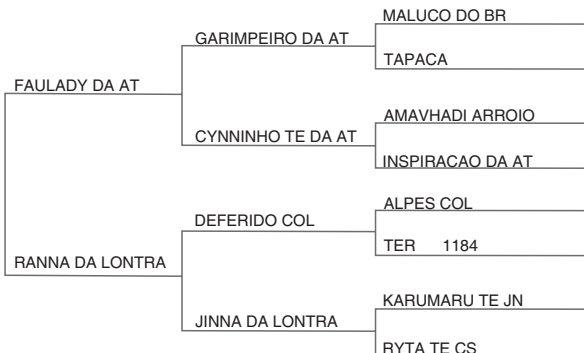 MALUCO DO BR
GARIMPEIRO DA AT
TAPACA
FAULADY DA AT
AMAVHADI ARROIO
CYNNINHO TE DA AT
INSPIRACAO DA AT
ALPES COL
DEFERIDO COL
TER 1184
RANNA DA LONTRA
KARUMARU TE JN
JINNA DA LONTRA
RYTA TE CS